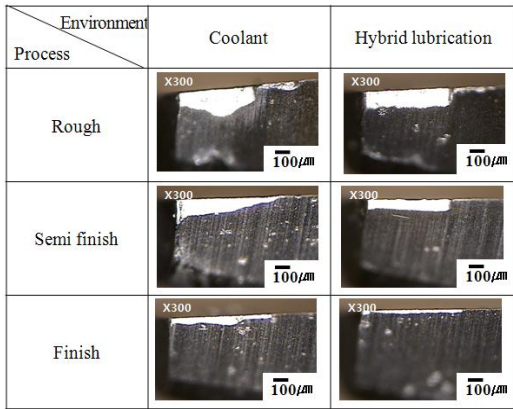 Environment
Process
Coolant
Hybrid lubrication
Rough
X300
100㎛
X300
100㎛
Semi finish
X300
100㎛
X300
100㎛
Finish
X300
100㎛
X300
100㎛